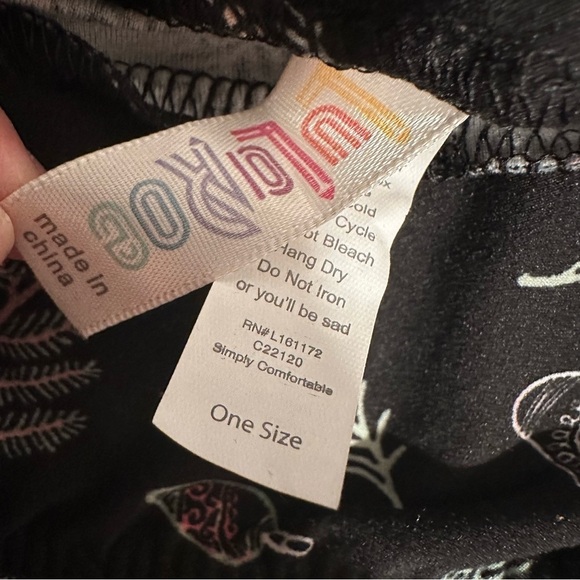 LuLaRoe
made in
china
Cycle
Bleach
Hang Dry
Do Not Iron
or you'll be sad
RN# L161172
C22120
Simply Comfortable
One Size